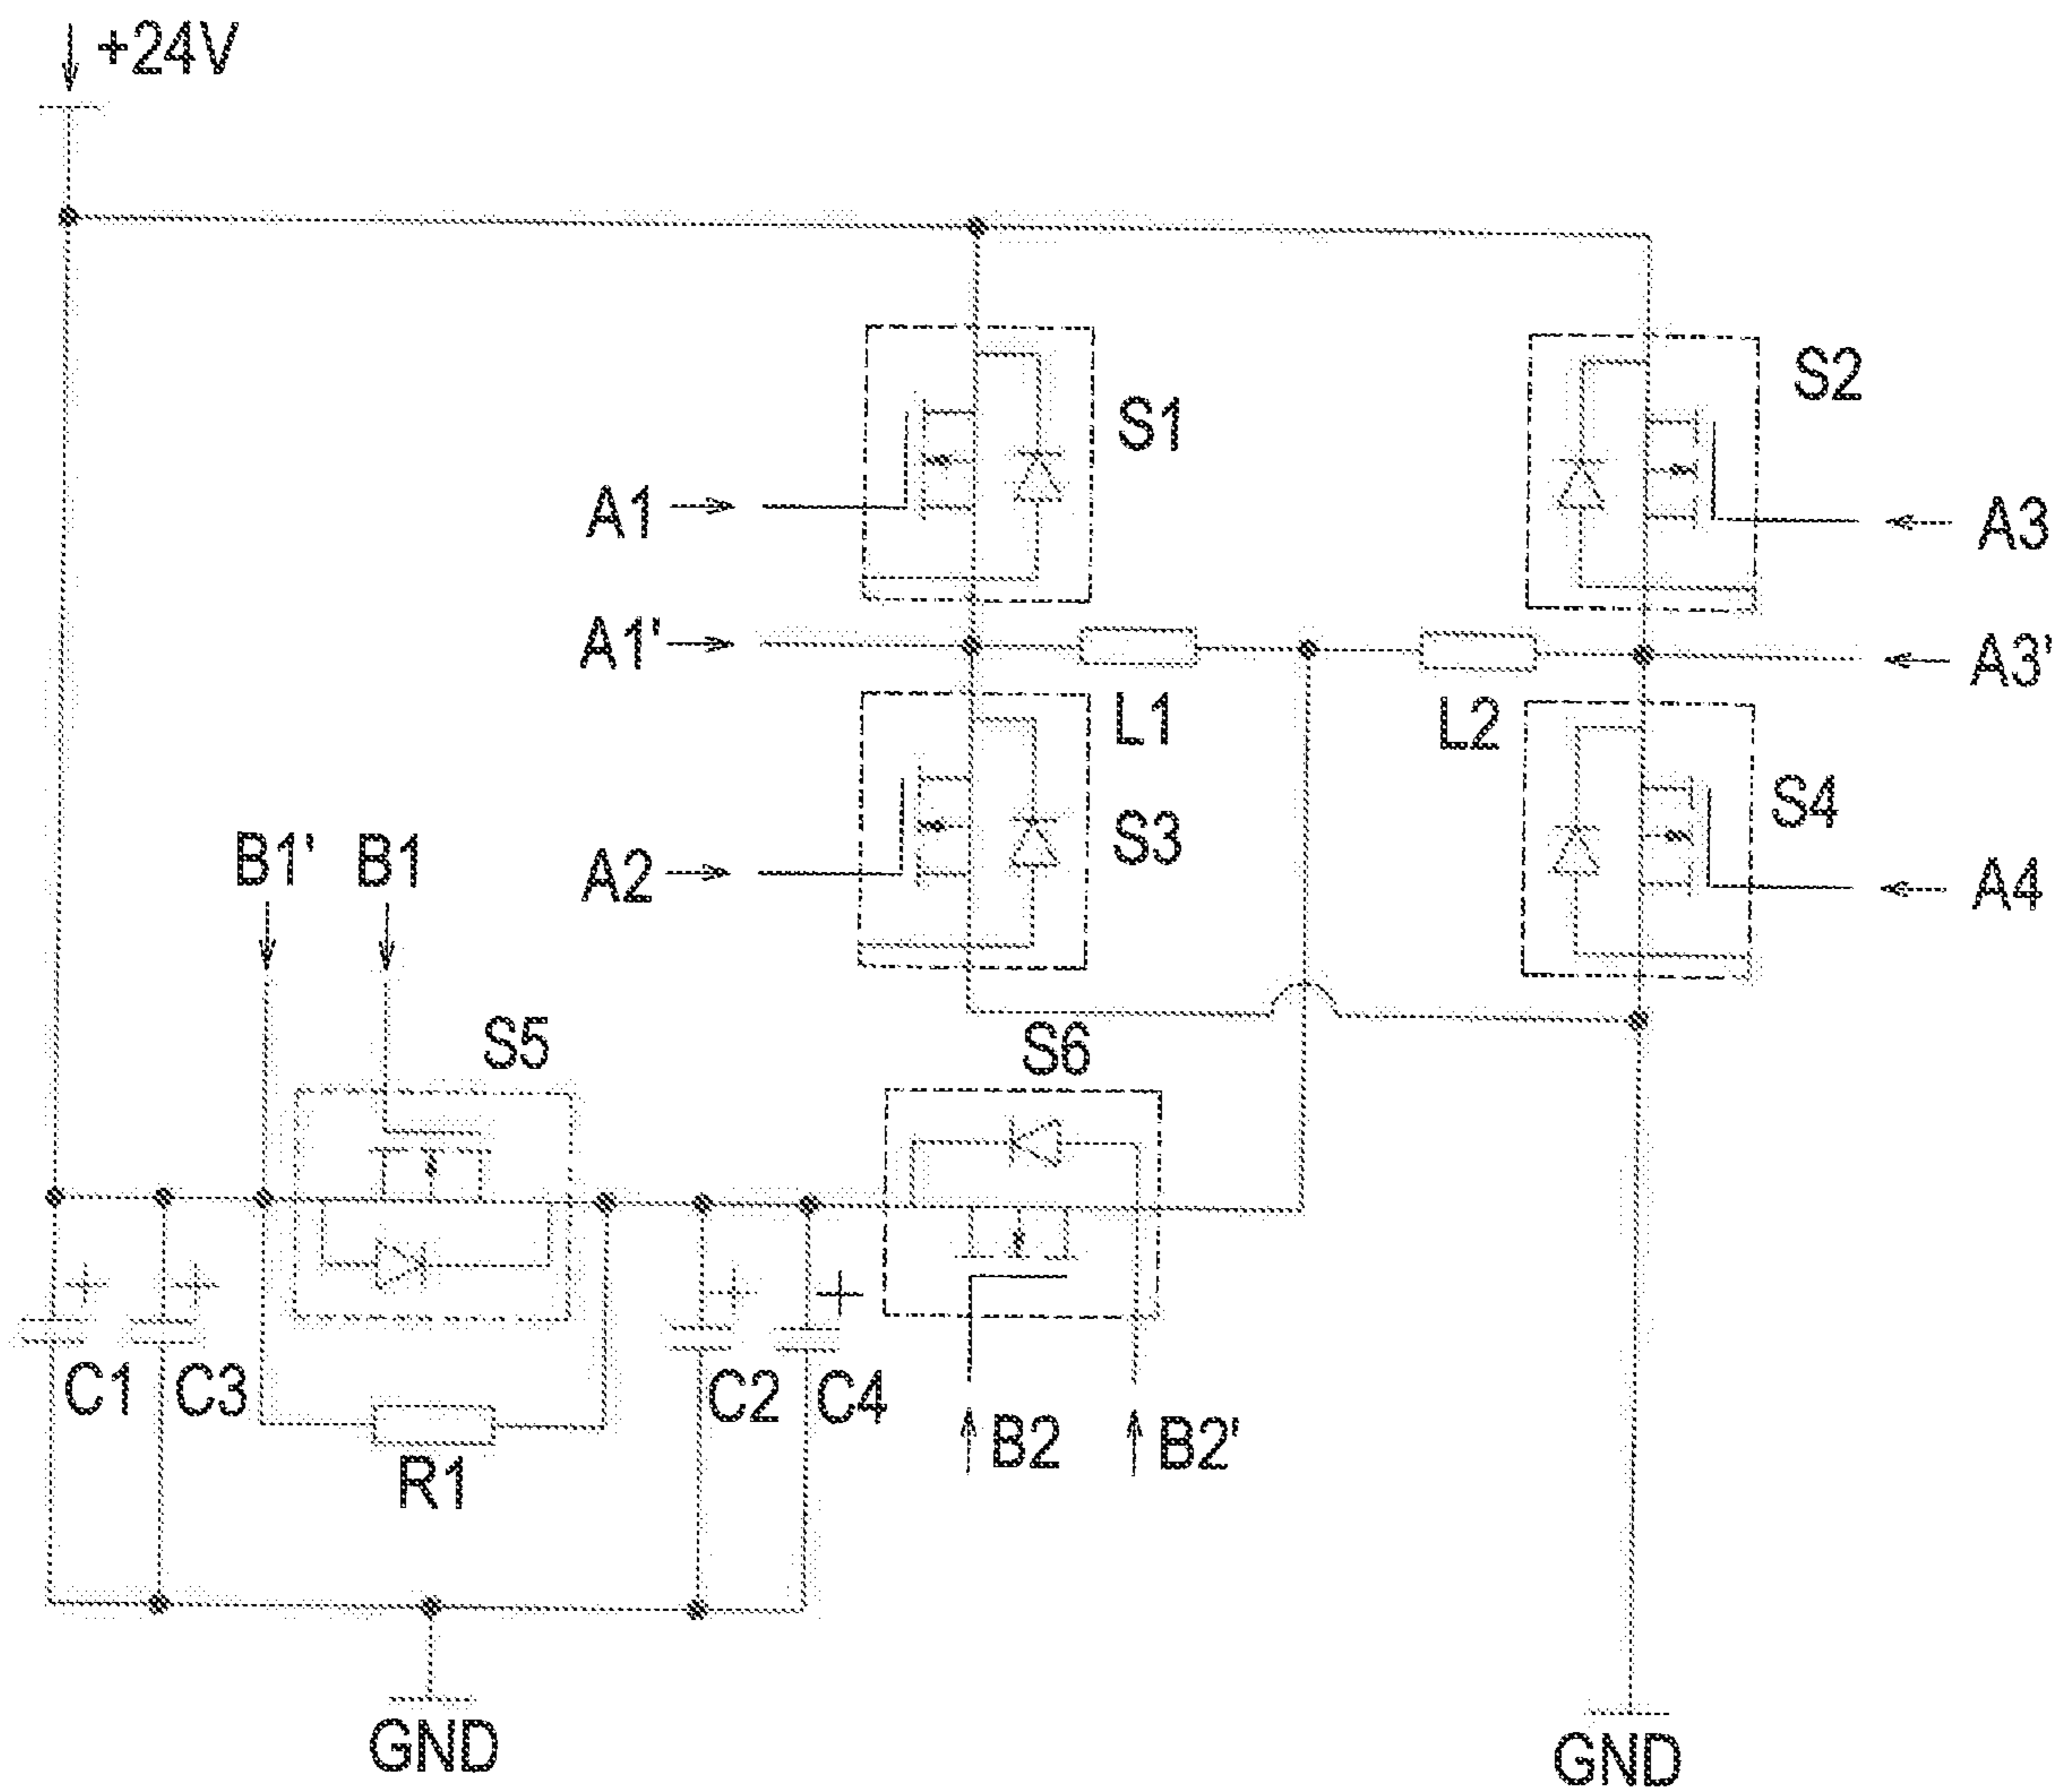 +24V
S1
S2
A1
A3
A1'
A3'
L1
L2
S3
S4
B1'
B1
A2
A4
S5
S6
C1
C3
C2
C4
R1
B2
B2'
GND
GND